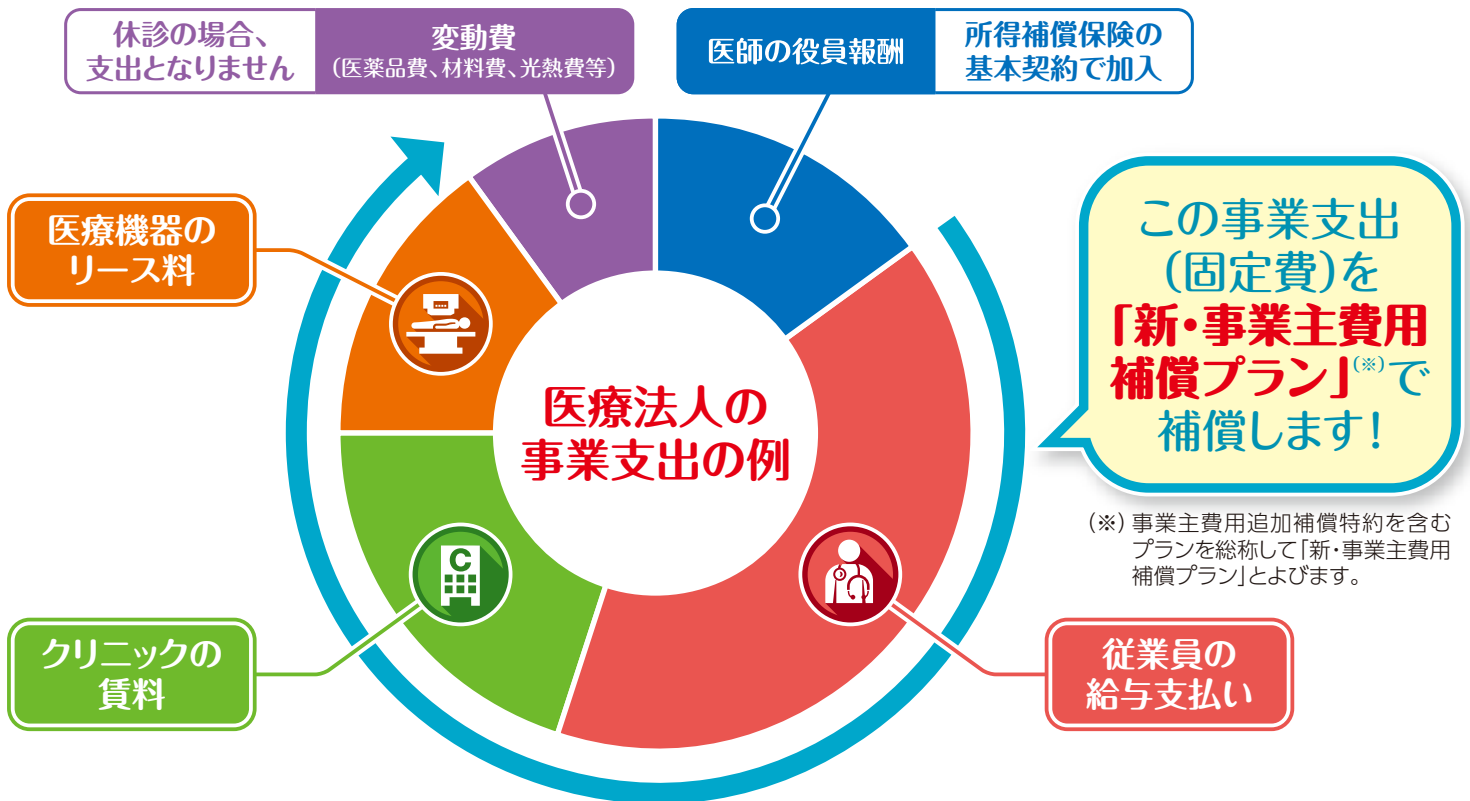 休診の場合、
支出となりません
変動費
(医薬品費、材料費、光熱費等)
医師の役員報酬
所得補償保険の
基本契約で加入
医療機器の
リース料
この事業支出
(固定費)を
「新・事業主費用
補償プラン」(※)で
補償します!
医療法人の
事業支出の例
(※)事業主費用追加補償特約を含む
プランを総称して「新・事業主費用
補償プラン」とよびます。
C
クリニックの
賃料
従業員の
給与支払い